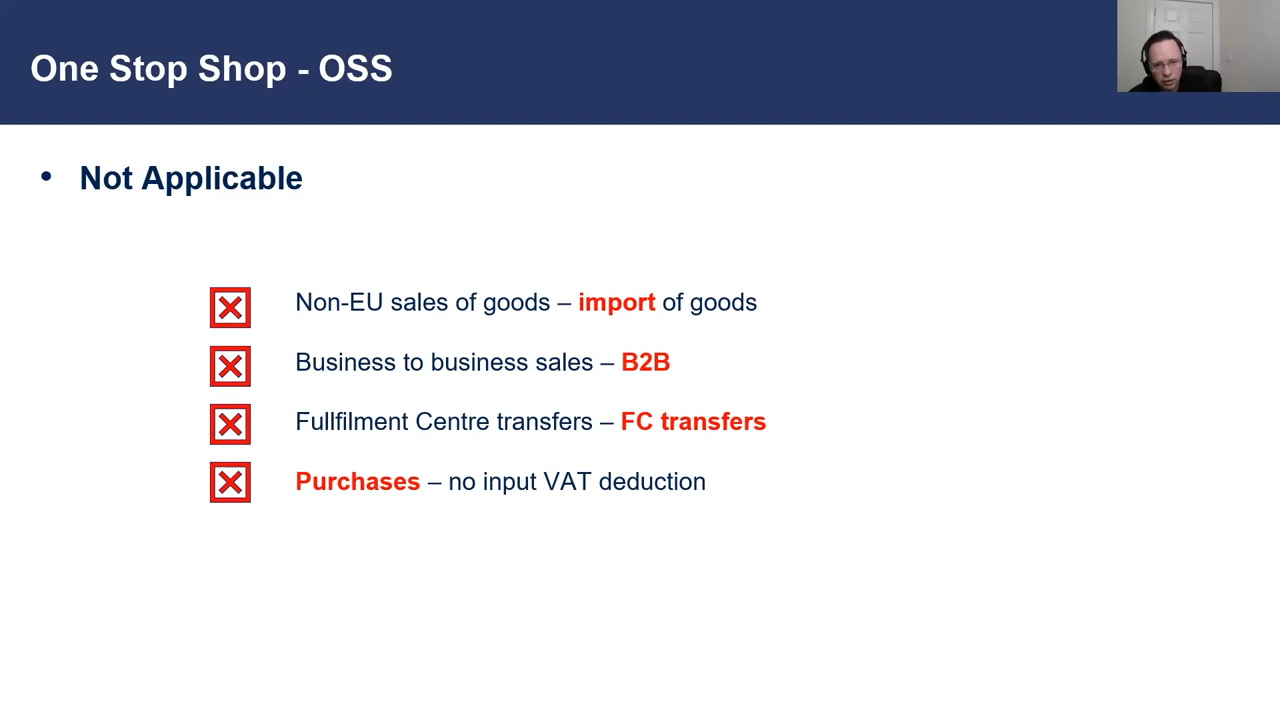 One Stop Shop - OSS
• Not Applicable
Non-EU sales of goods – import of goods
Business to business sales – B2B
Fullfilment Centre transfers – FC transfers
Purchases – no input VAT deduction